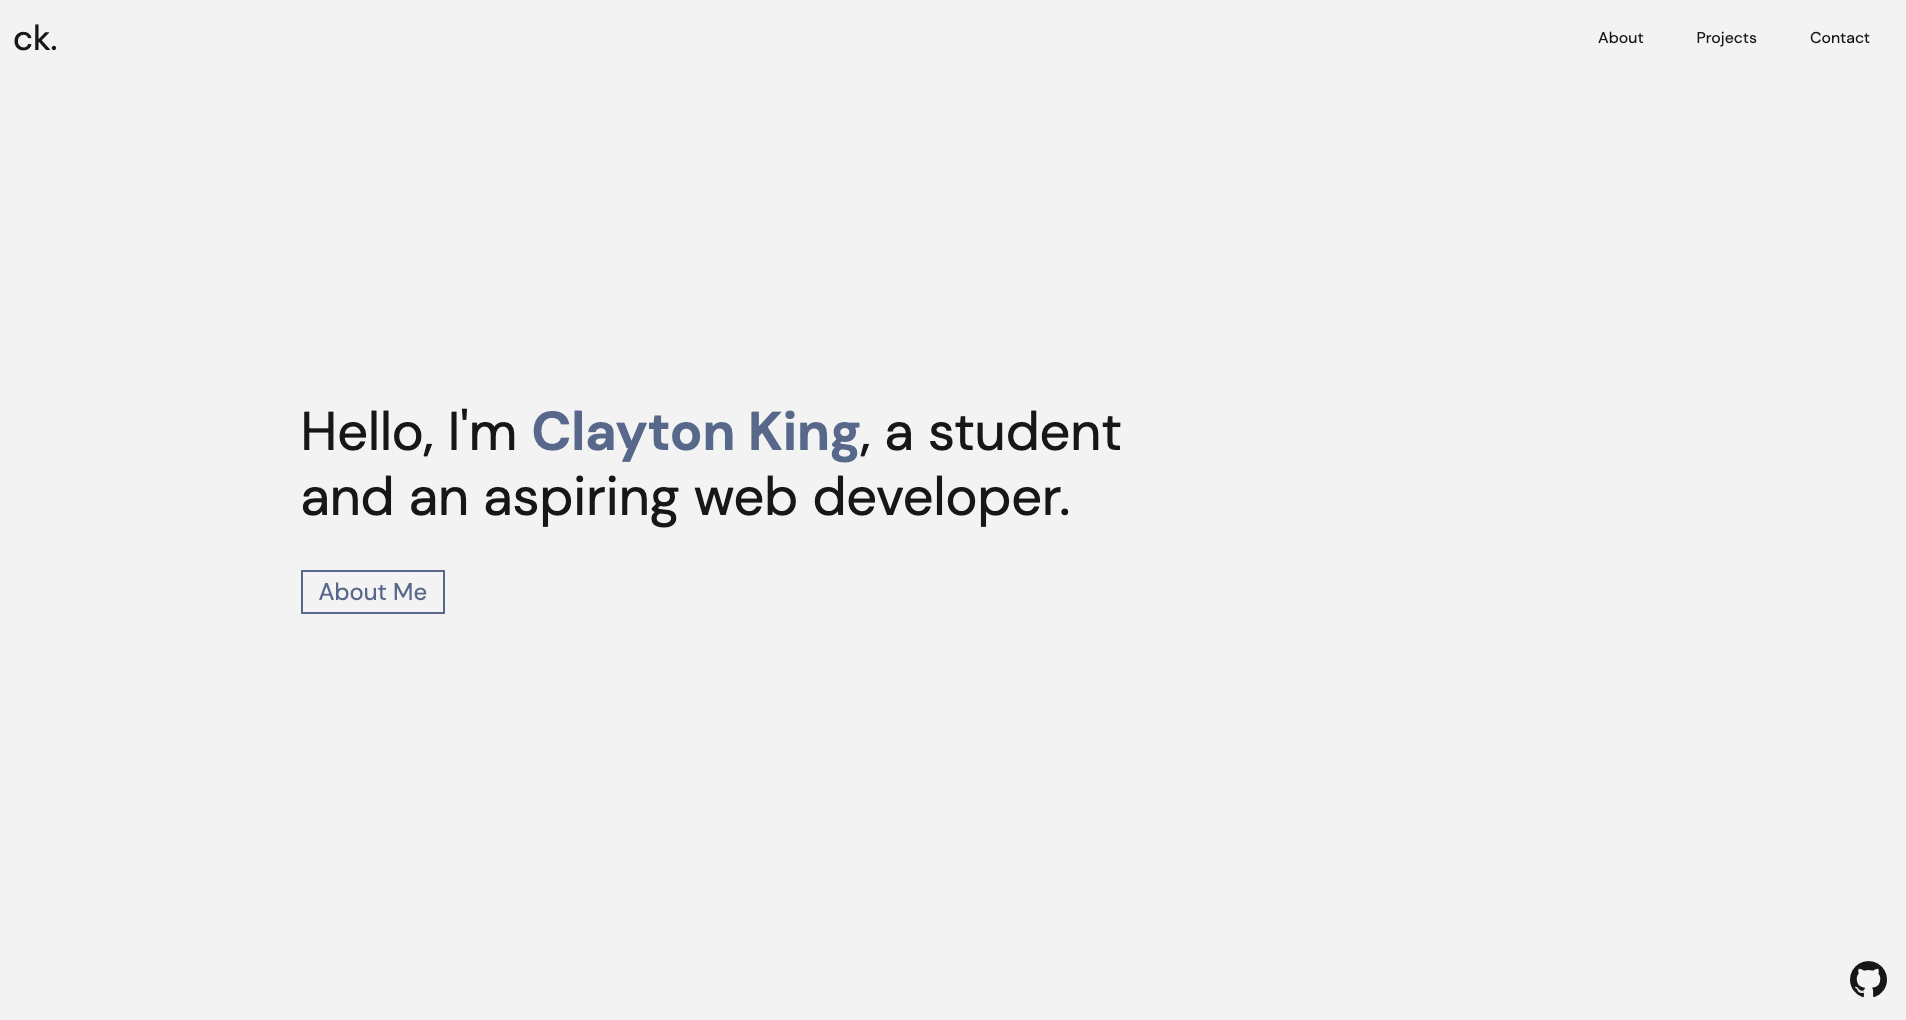 ck.
About
Projects
Contact
Hello, I'm Clayton King, a student
and an aspiring web developer.
About Me